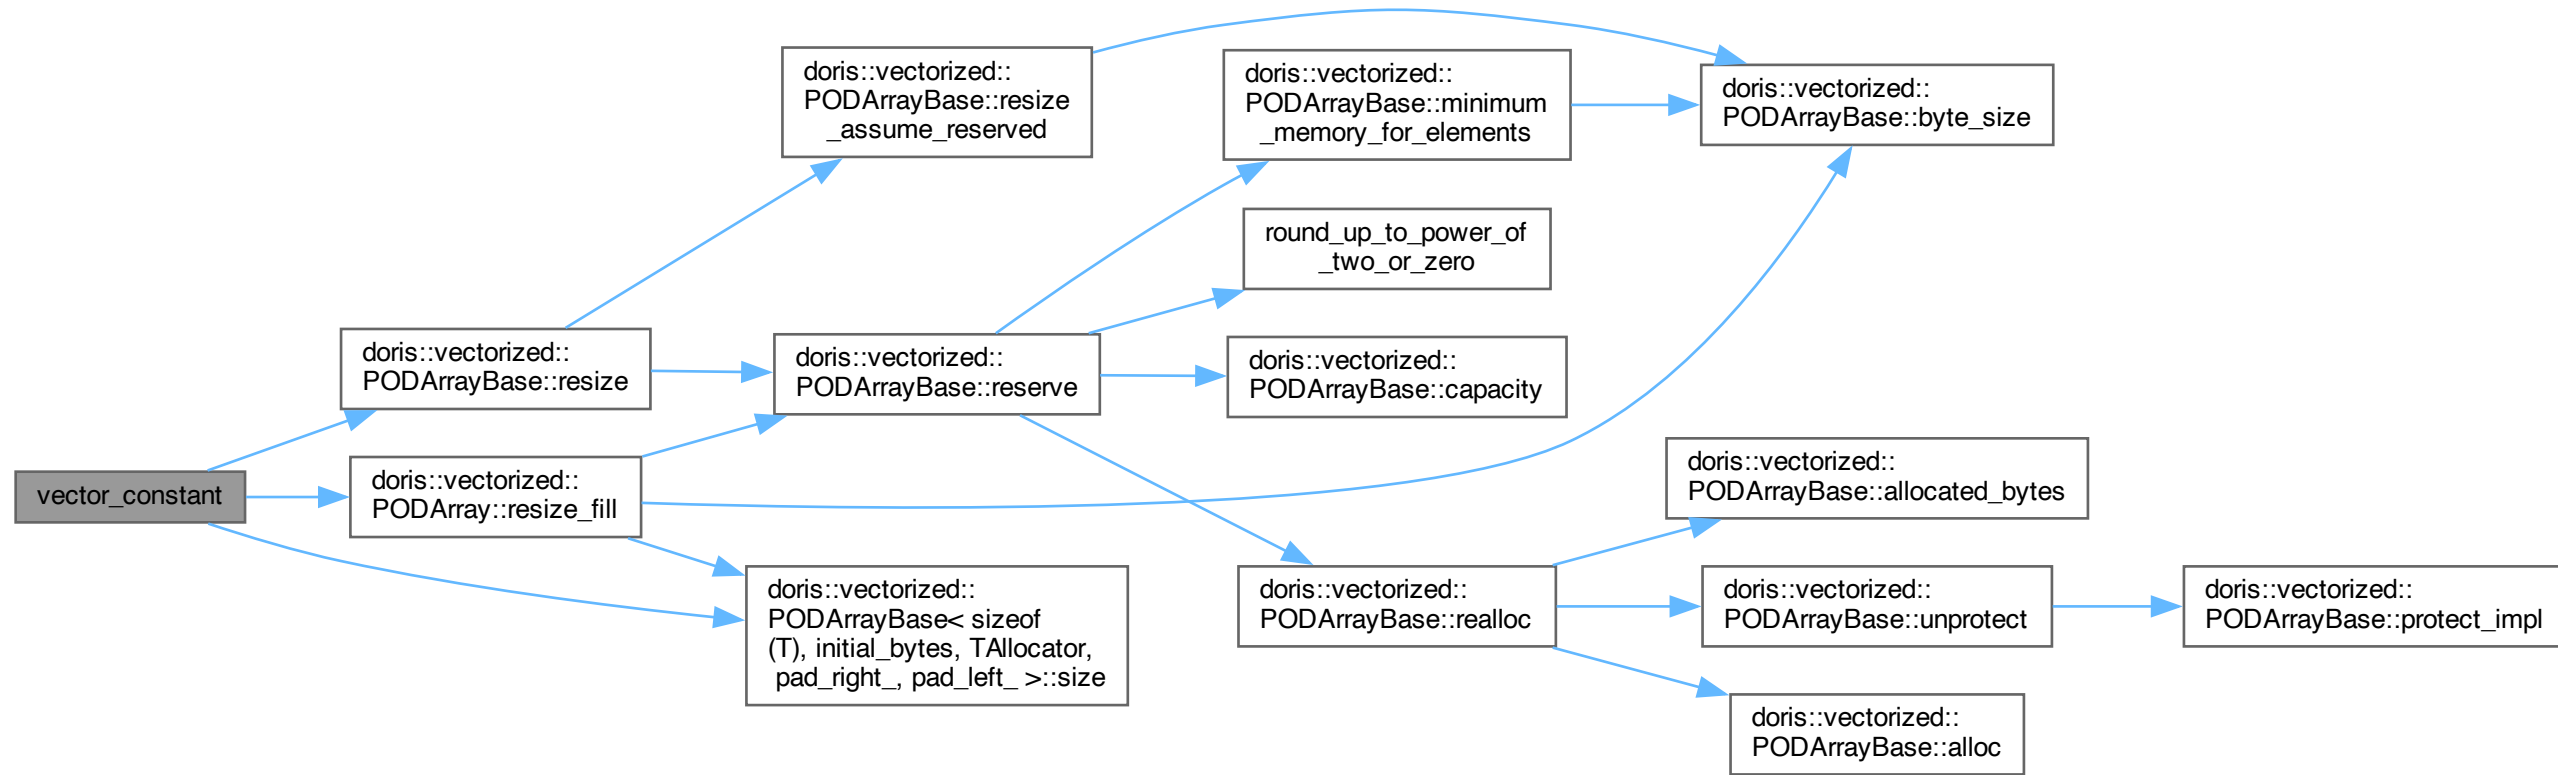 vector_constant
doris::vectorized::
PODArrayBase::resize
doris::vectorized::
PODArray::resize_fill
doris::vectorized::
PODArrayBase::resize
_assume_reserved
doris::vectorized::
PODArrayBase::reserve
doris::vectorized::
PODArrayBase< sizeof
(T), initial_bytes, TAllocator,
pad_right_, pad_left_ >::size
doris::vectorized::
PODArrayBase::minimum
_memory_for_elements
round_up_to_power_of
_two_or_zero
doris::vectorized::
PODArrayBase::capacity
doris::vectorized::
PODArrayBase::realloc
doris::vectorized::
PODArrayBase::byte_size
doris::vectorized::
PODArrayBase::allocated_bytes
doris::vectorized::
PODArrayBase::unprotect
doris::vectorized::
PODArrayBase::alloc
doris::vectorized::
PODArrayBase::protect_impl